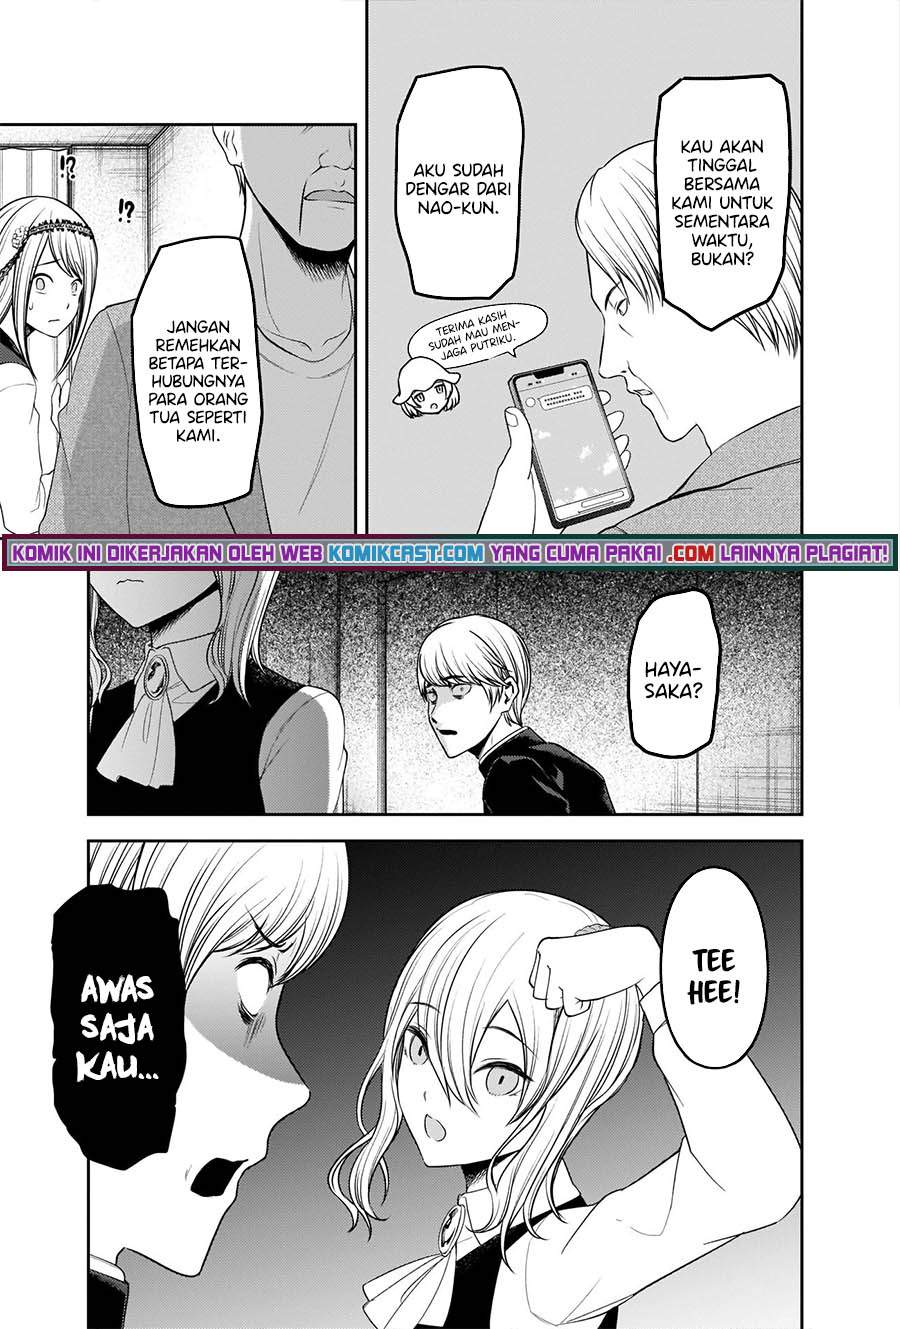 KAU AKAN
TINGGAL
BERSAMA
KAMI UNTUK
SEMENTARA
WAKTU,
BUKAN?
AKU SUDAH
DENGAR DARI
NAO-KUN.
TERIMA KASIH
SUDAH MAU MEN-
JAGA PUTRIKU.
!?
!?
JANGAN
REMEHKAN
BETAPA TER-
HUBUNGNYA
PARA ORANG
TUA SEPERTI
KAMI.
KOMIK INI DIKERJAKAN OLEH WEB KOMIKCAST.COM YANG CUMA PAKAI .COM LAINNYA PLAGIAT!
HAYA-
SAKA?
TEE
HEE!
AWAS
SAJA
KAU...